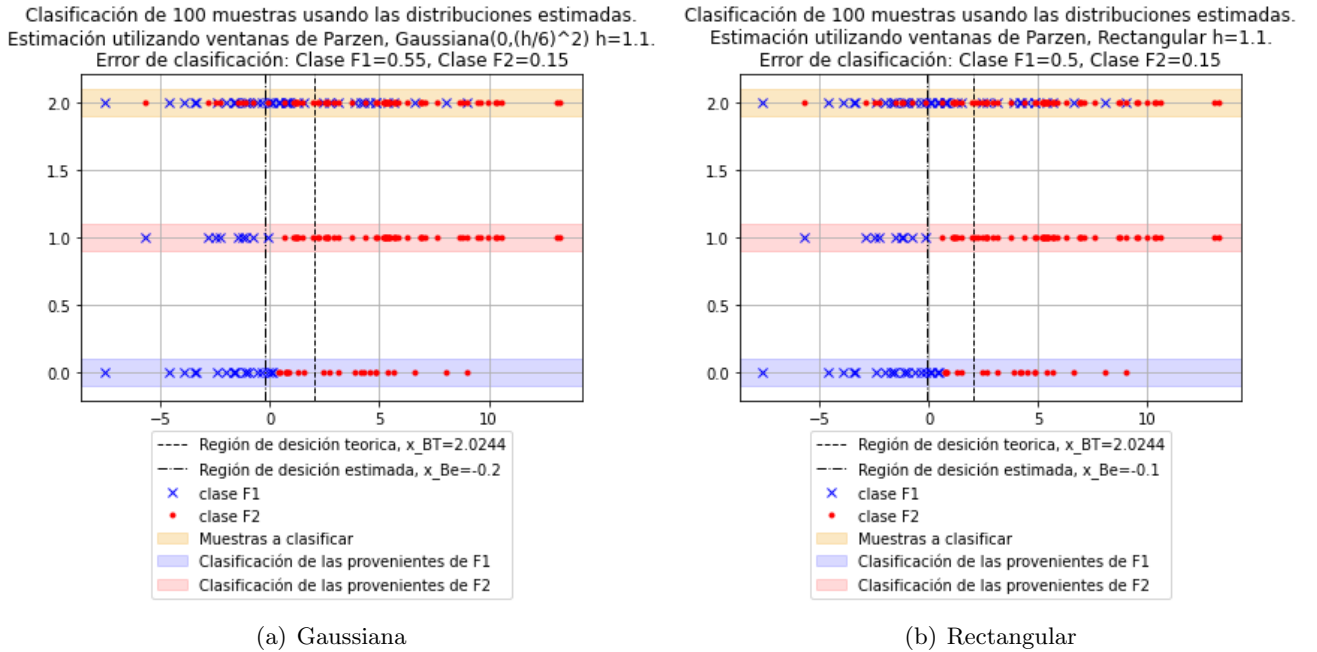 Clasificación de 100 muestras usando las distribuciones estimadas.
Estimación utilizando ventanas de Parzen, Gaussiana(0,(h/6)^2) h=1.1.
Error de clasificación: Clase F1=0.55, Clase F2=0.15
2.0
1.5
1.0
0.5
0.0
−5
0
5
10
Región de desición teorica, x_BT=2.0244
Región de desición estimada, x_Be=-0.2
clase F1
clase F2
Muestras a clasificar
Clasificación de las provenientes de F1
Clasificación de las provenientes de F2
(a) Gaussiana
Clasificación de 100 muestras usando las distribuciones estimadas.
Estimación utilizando ventanas de Parzen, Rectangular h=1.1.
Error de clasificación: Clase F1=0.5, Clase F2=0.15
2.0
1.5
1.0
0.5
0.0
−5
0
5
10
Región de desición teorica, x_BT=2.0244
Región de desición estimada, x_Be=-0.1
clase F1
clase F2
Muestras a clasificar
Clasificación de las provenientes de F1
Clasificación de las provenientes de F2
(b) Rectangular